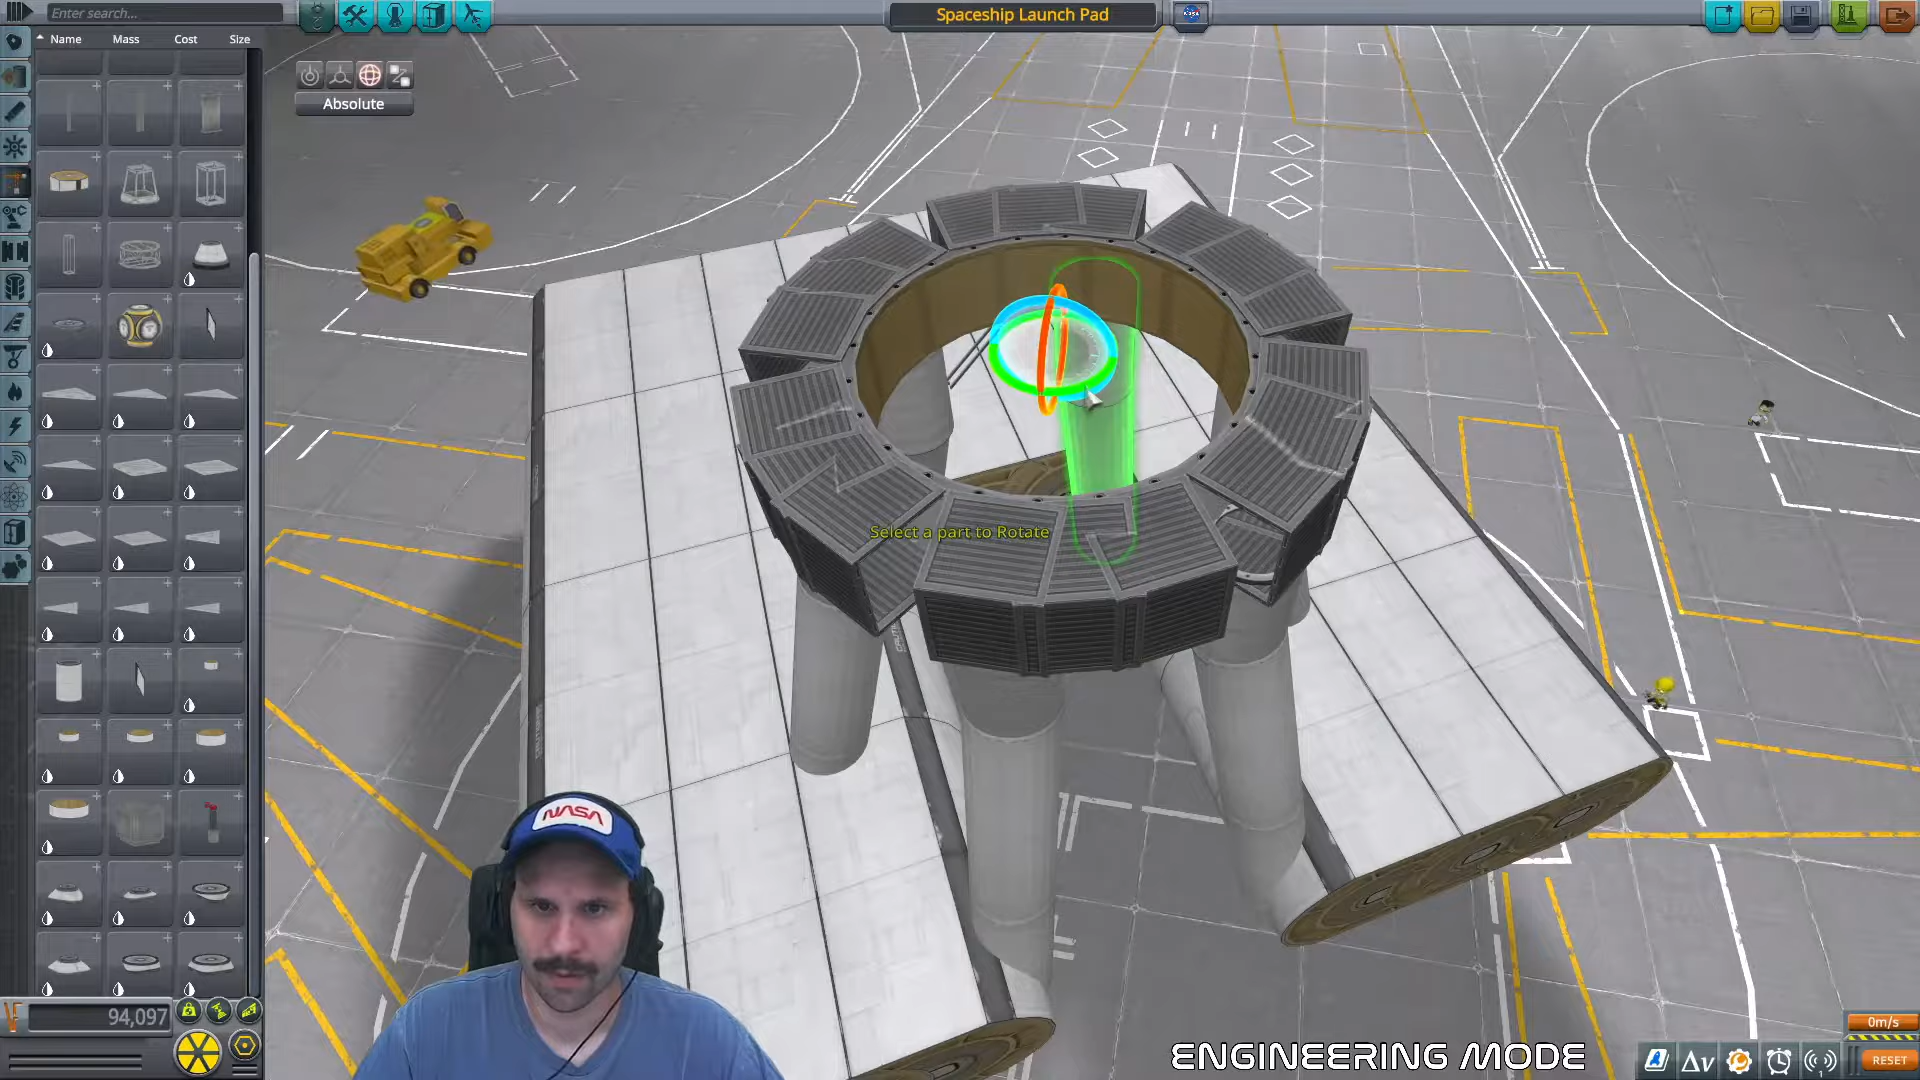 Enter search...
Spaceship Launch Pad
Name Mass Cost Size
Absolute
Select a part to Rotate
NASA
94,097
0m/s
ENGINEERING MODE
Δv
RESET